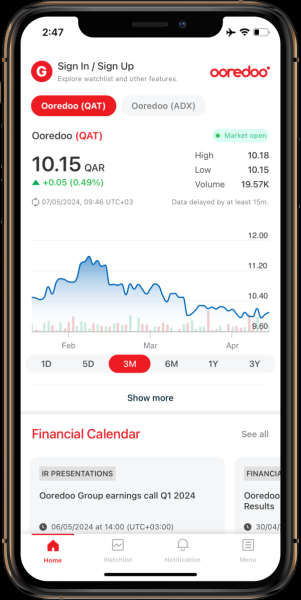 2:47
G
Sign In / Sign Up
Explore watchlist and other features.
ooredoo
Ooredoo (QAT)
Ooredoo (ADX)
Ooredoo (QAT)
Market open
10.15 QAR
+0.05 (0.49%)
High 10.18
Low 10.15
Volume 19.57K
07/05/2024, 09:46 UTC+03
Data delayed by at least 15m.
12.00
11.20
10.40
9.60
Feb Mar Apr
1D 5D 3M 6M 1Y 3Y
Show more
Financial Calendar
See all
IR PRESENTATIONS
Ooredoo Group earnings call Q1 2024
06/05/2024 at 14:00 (UTC+03:00)
FINANCIA
Ooredoo
Results
30/04/
Home Watchlist Notification Menu